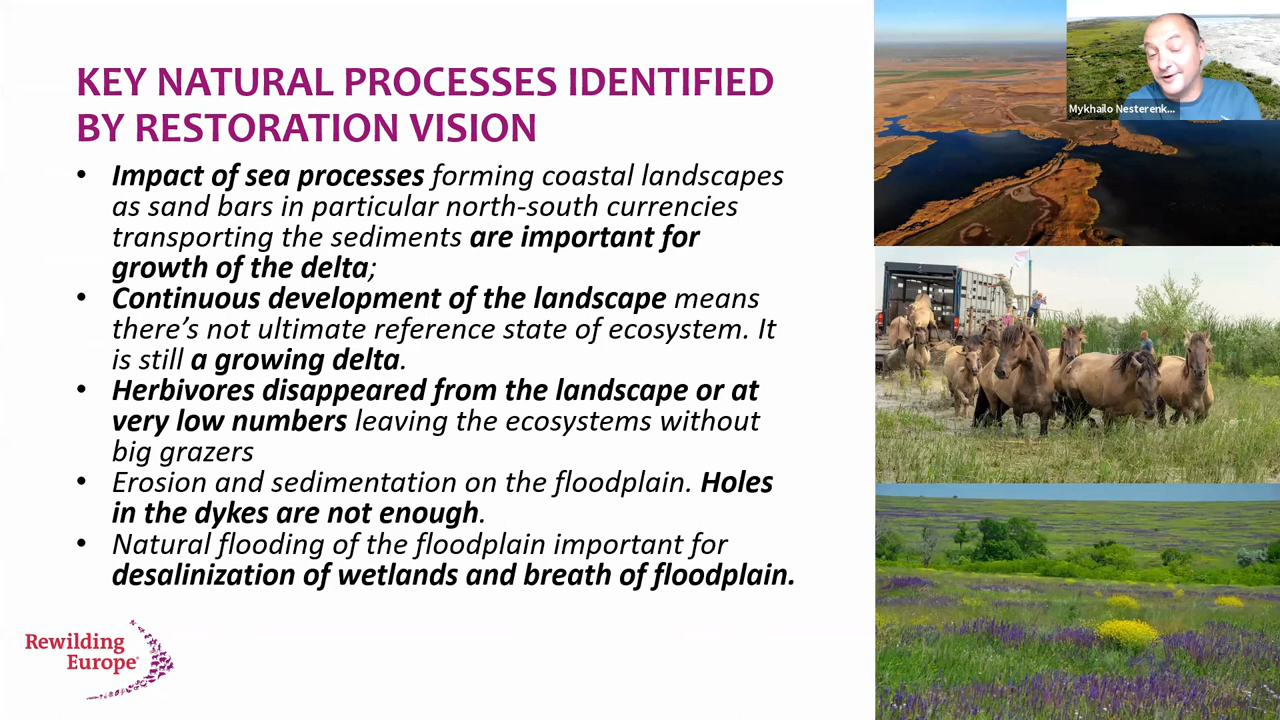 KEY NATURAL PROCESSES IDENTIFIED
BY RESTORATION VISION
• Impact of sea processes forming coastal landscapes
as sand bars in particular north-south currencies
transporting the sediments are important for
growth of the delta;
• Continuous development of the landscape means
there’s not ultimate reference state of ecosystem. It
is still a growing delta.
• Herbivores disappeared from the landscape or at
very low numbers leaving the ecosystems without
big grazers
• Erosion and sedimentation on the floodplain. Holes
in the dykes are not enough.
• Natural flooding of the floodplain important for
desalinization of wetlands and breath of floodplain.
Rewilding
Europe
Mykhailo Nesterenk...